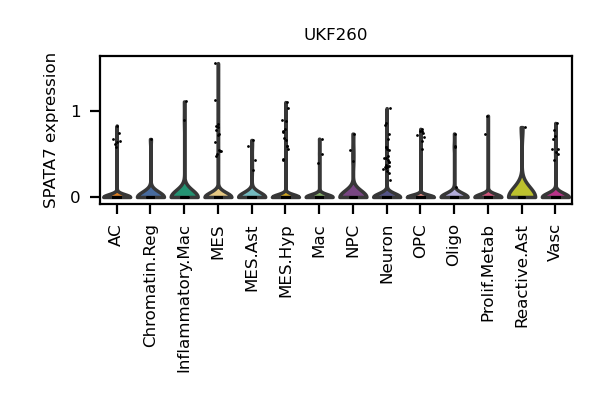 UKF260
SPATA7 expression
1
0
AC
Chromatin.Reg
Inflammatory.Mac
MES
MES.Ast
MES.Hyp
Mac
NPC
Neuron
OPC
Oligo
Prolif.Metab
Reactive.Ast
Vasc